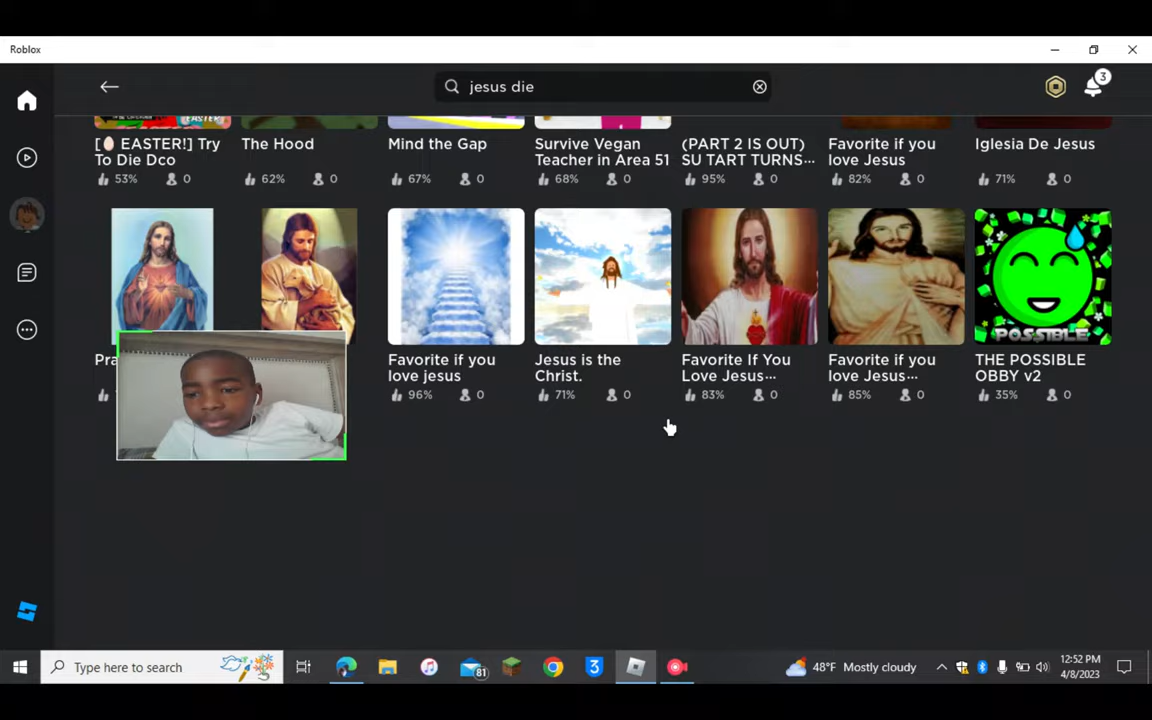 Roblox
jesus die
3
[🥚 EASTER!] Try
To Die Dco
53% 0
The Hood
62% 0
Mind the Gap
67% 0
Survive Vegan
Teacher in Area 51
68% 0
(PART 2 IS OUT)
SU TART TURNS...
95% 0
Favorite if you
love Jesus
82% 0
Iglesia De Jesus
71% 0
Pra
Favorite if you
love jesus
96% 0
Jesus is the
Christ.
71% 0
Favorite If You
Love Jesus...
83% 0
Favorite if you
love Jesus...
85% 0
POSSIBLE
THE POSSIBLE
OBBY v2
35% 0
Type here to search
81
3
48°F Mostly cloudy
12:52 PM
4/8/2023